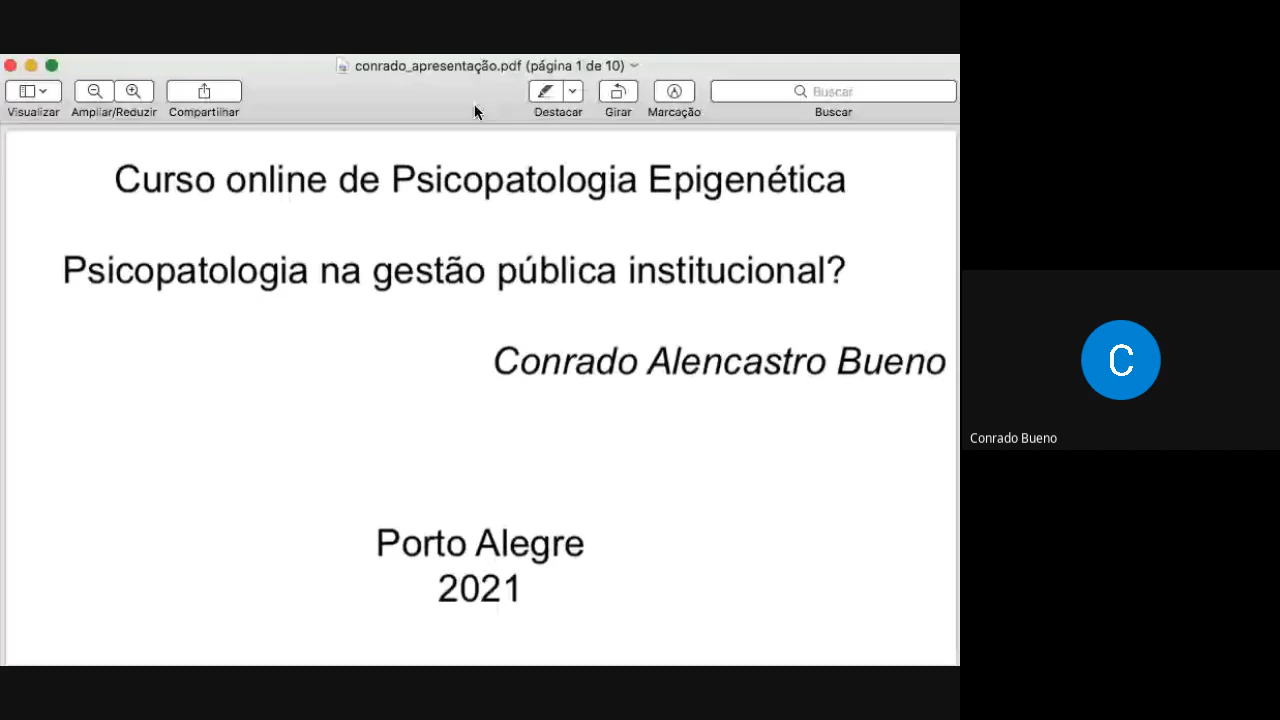 conrado_apresentação.pdf (página 1 de 10)
Buscar
Visualizar Ampliar/Reduzir Compartilhar Destacar Girar Marcação Buscar
Curso online de Psicopatologia Epigenética
Psicopatologia na gestão pública institucional?
Conrado Alencastro Bueno
Porto Alegre
2021
C
Conrado Bueno